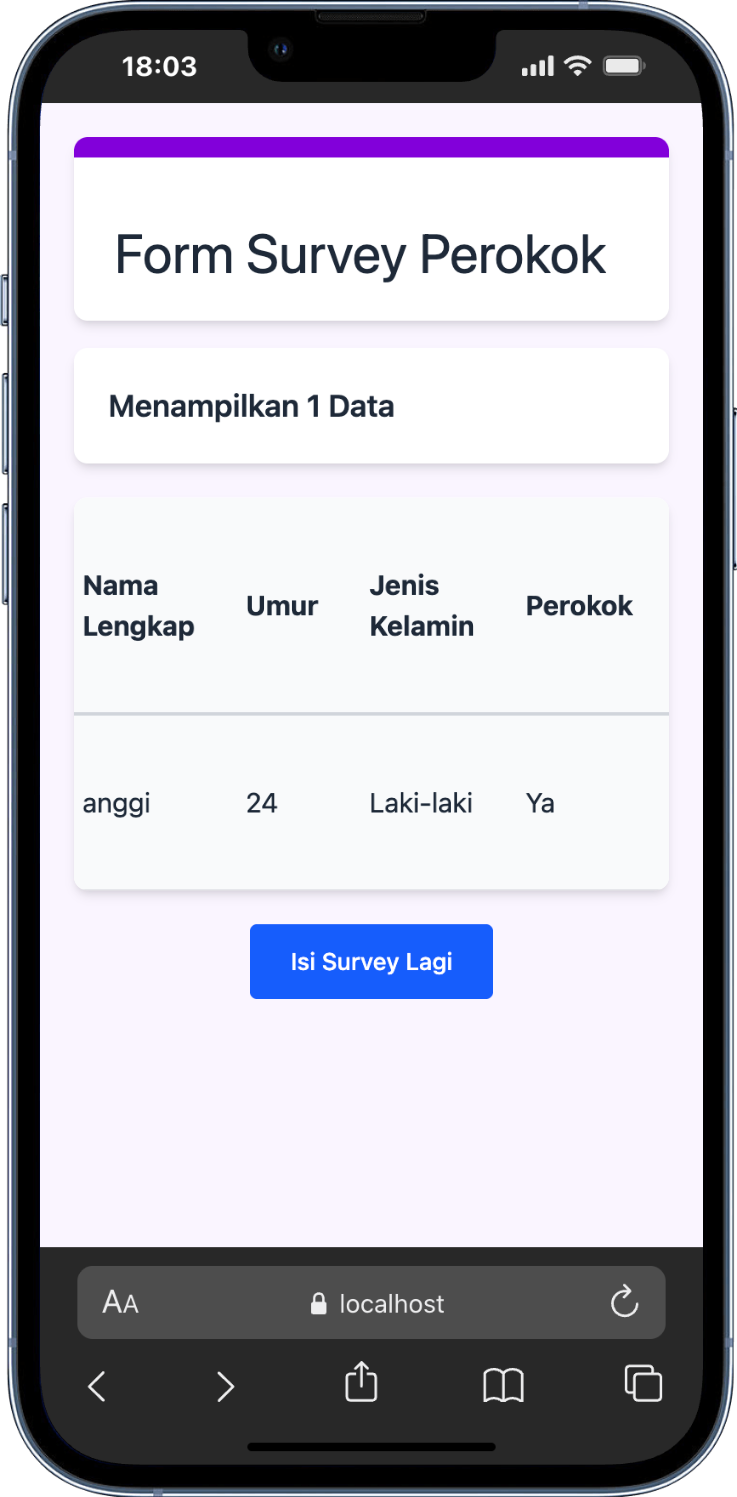 18:03
Form Survey Perokok
Menampilkan 1 Data
Nama Lengkap Umur Jenis Kelamin Perokok
anggi 24 Laki-laki Ya
Isi Survey Lagi
AA localhost